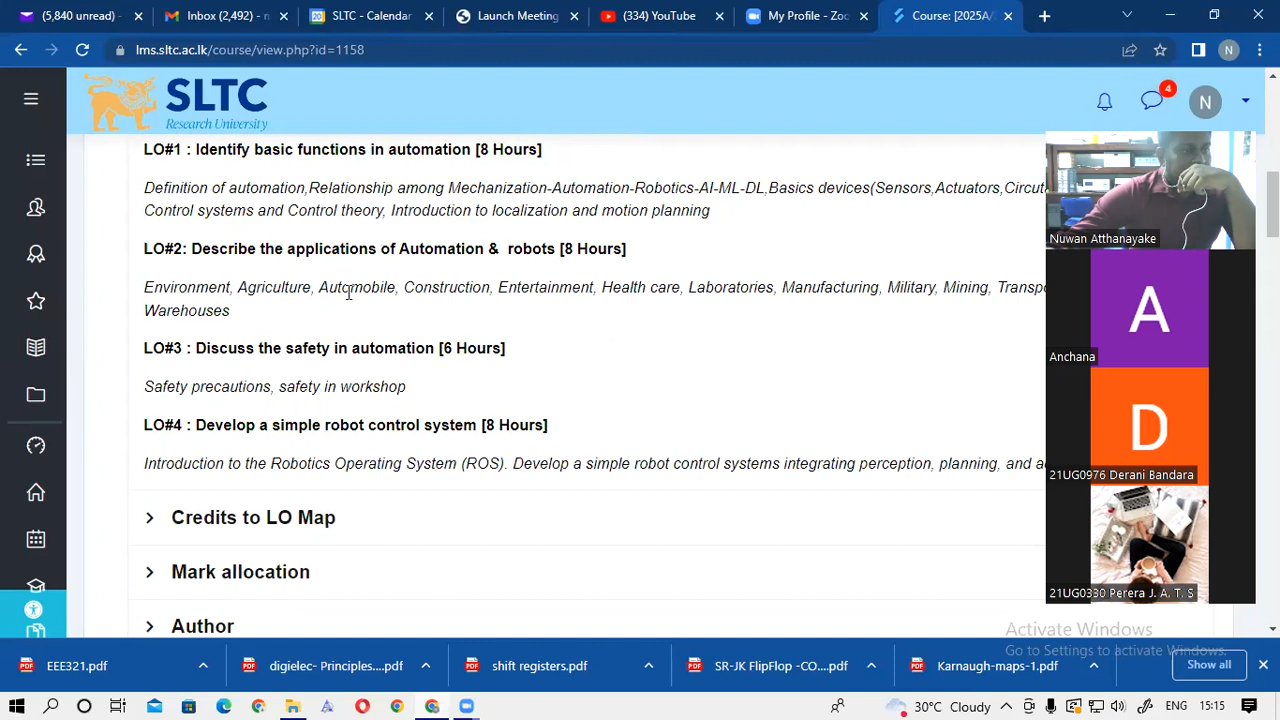 (5,840 unread)
Inbox (2,492)
SLTC - Calendar
Launch Meeting
(334) YouTube
My Profile - Zoo
Course: [2025A/
lms.sltc.ac.lk/course/view.php?id=1158
N
SLTC
Research University
4
N
LO#1 : Identify basic functions in automation [8 Hours]
Definition of automation,Relationship among Mechanization-Automation-Robotics-AI-ML-DL,Basics devices(Sensors,Actuators,Circut
Control systems and Control theory, Introduction to localization and motion planning
LO#2: Describe the applications of Automation & robots [8 Hours]
Environment, Agriculture, Automobile, Construction, Entertainment, Health care, Laboratories, Manufacturing, Military, Mining, Transpo
Warehouses
LO#3 : Discuss the safety in automation [6 Hours]
Safety precautions, safety in workshop
LO#4 : Develop a simple robot control system [8 Hours]
Introduction to the Robotics Operating System (ROS). Develop a simple robot control systems integrating perception, planning, and a
Credits to LO Map
Mark allocation
Author
Nuwan Atthanayake
A
Anchana
D
21UG0976 Derani Bandara
21UG0330 Perera J. A. T. S
Activate Windows
Go to Settings to activate Windows.
EEE321.pdf
digielec- Principles....pdf
shift registers.pdf
SR-JK FlipFlop -CO....pdf
Karnaugh-maps-1.pdf
Show all
30°C Cloudy
ENG
15:15